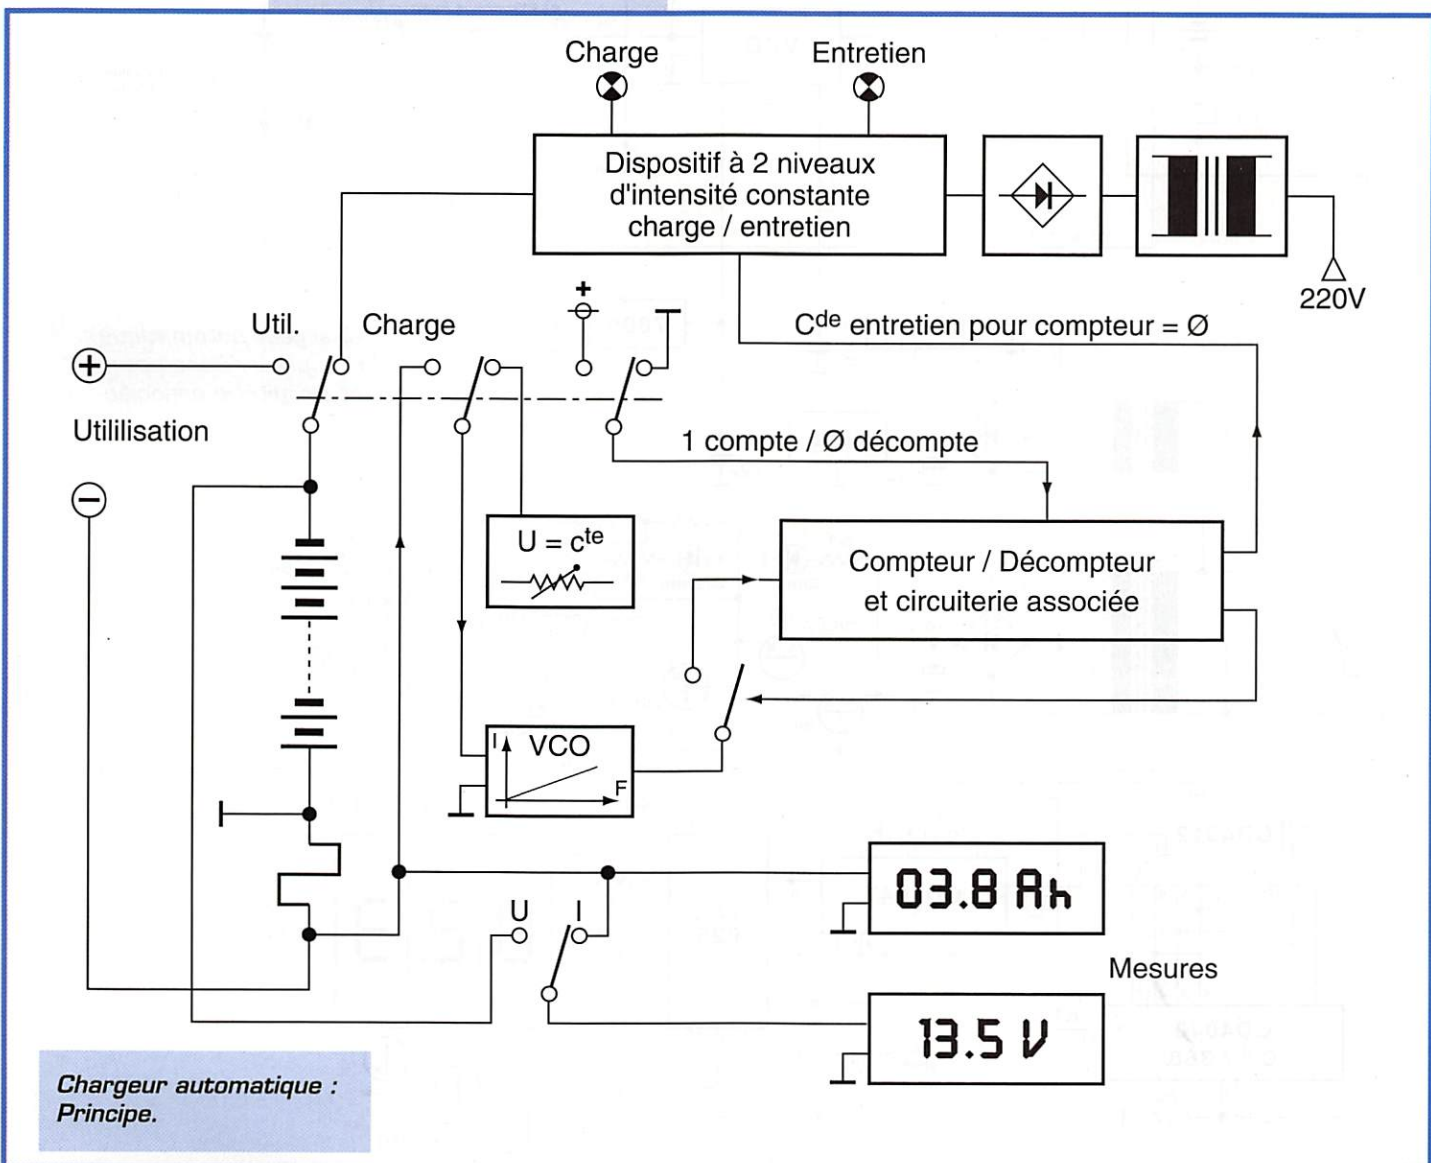 Charge
Entretien
Dispositif à 2 niveaux
d'intensité constante
charge / entretien
220V
+
Util.
Charge
Cde entretien pour compteur = Ø
+
Utililisation
1 compte / Ø décompte
−
U = cte
Compteur / Décompteur
et circuiterie associée
I
VCO
F
03.8 Ah
U
I
Mesures
13.5 V
Chargeur automatique :
Principe.